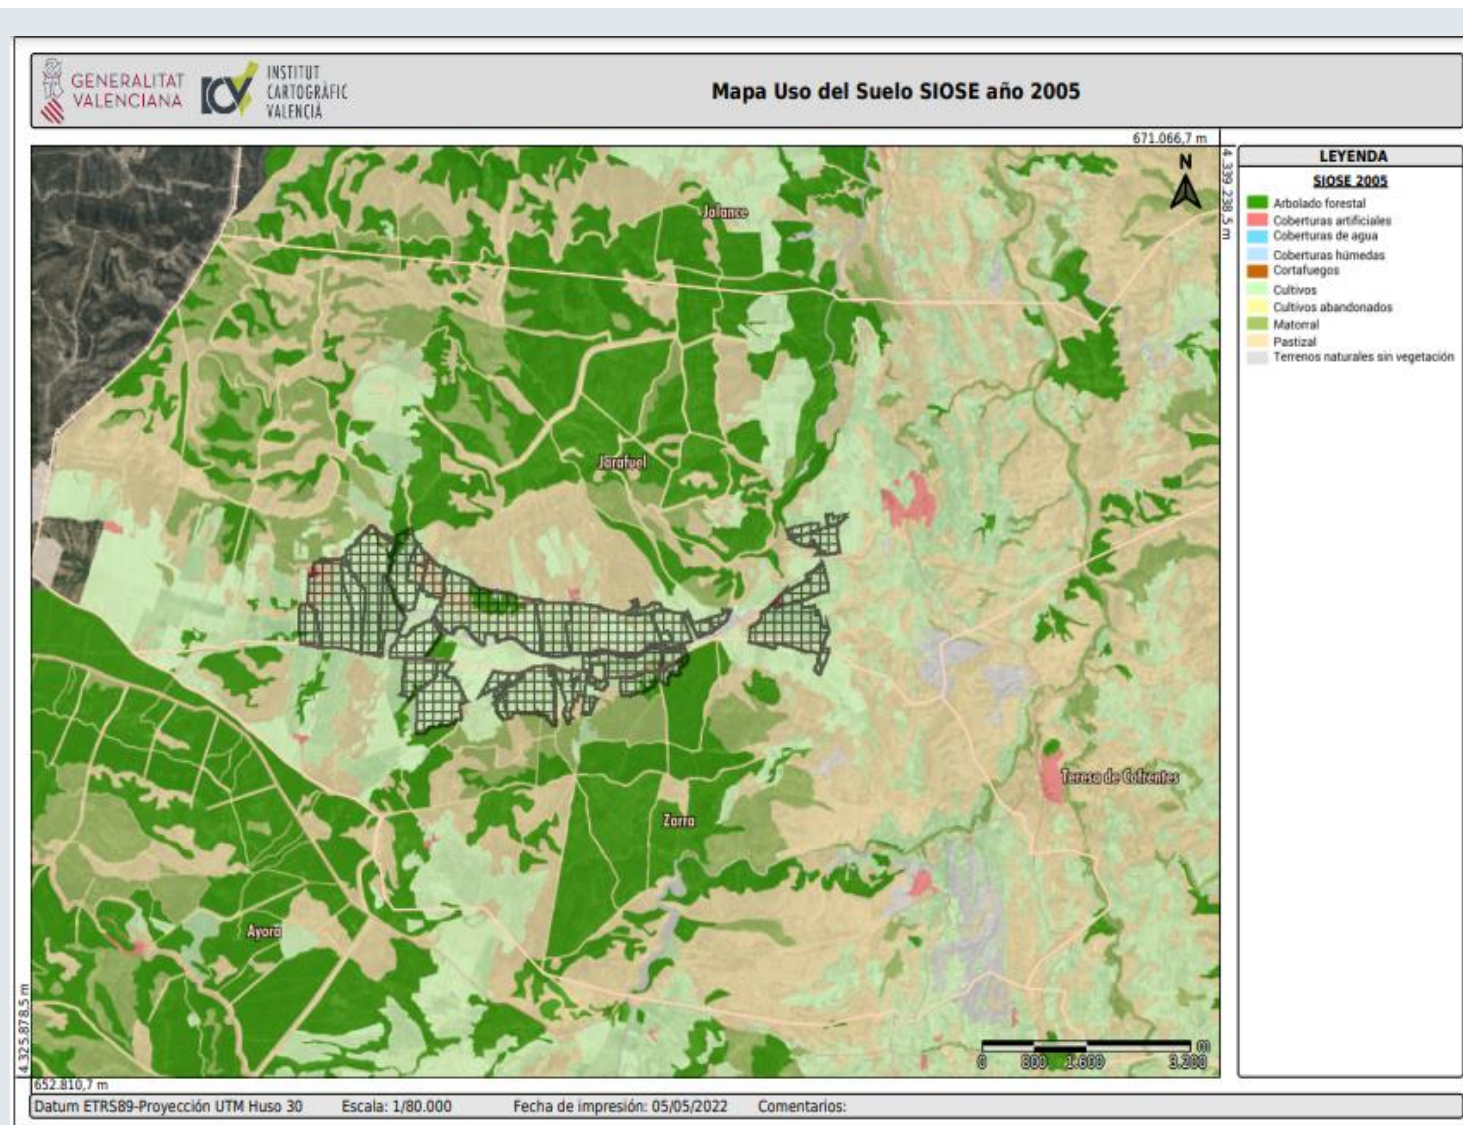 GENERALITAT
VALENCIANA
ICV
INSTITUT
CARTOGRÀFIC
VALENCIÀ
Mapa Uso del Suelo SIOSE año 2005
671.066,7 m
4.339.238,5 m
N
LEYENDA
SIOSE 2005
Arbolado forestal
Coberturas artificiales
Coberturas de agua
Coberturas húmedas
Cortafuegos
Cultivos
Cultivos abandonados
Matorral
Pastizal
Terrenos naturales sin vegetación
Jalance
Jarafuel
Teresa de Cofrentes
Zarra
Ayora
4.325.878,5 m
652.810,7 m
m
0 800 1.600 3.200
Datum ETRS89-Proyección UTM Huso 30 Escala: 1/80.000 Fecha de impresión: 05/05/2022 Comentarios: